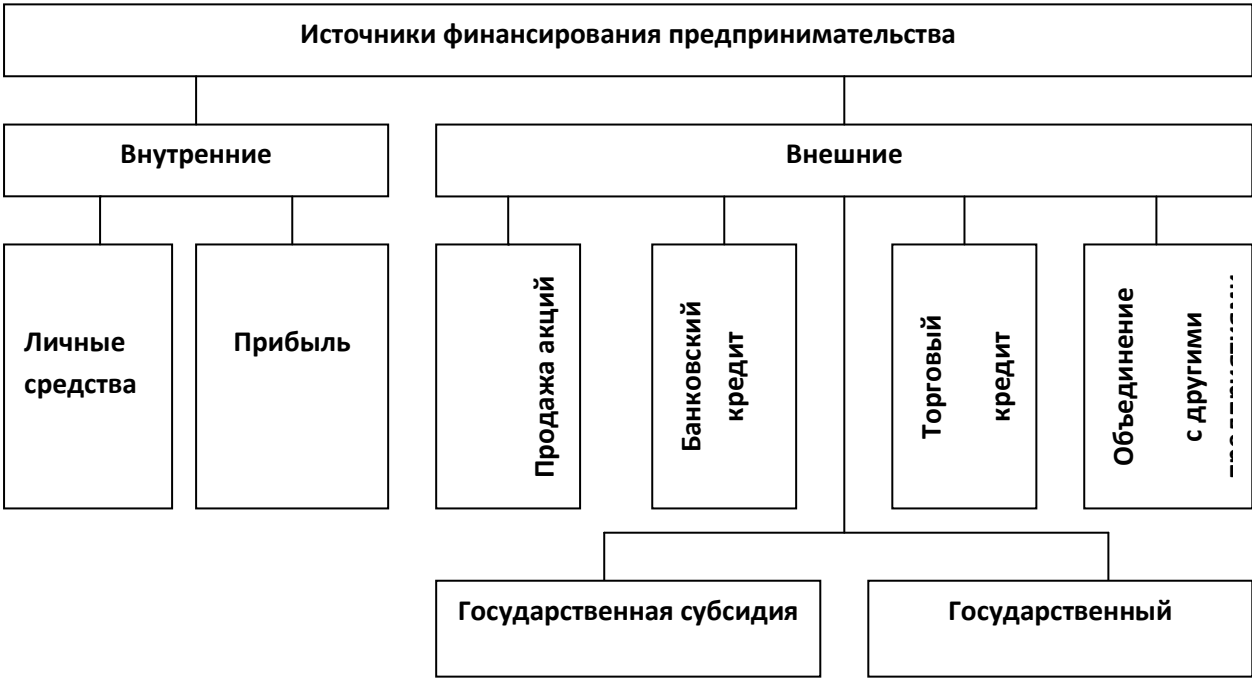 Источники финансирования предпринимательства
Внутренние
Внешние
Личные
средства
Прибыль
Продажа акций
Банковский
кредит
Торговый
кредит
Объединение
с другими
Государственная субсидия
Государственный